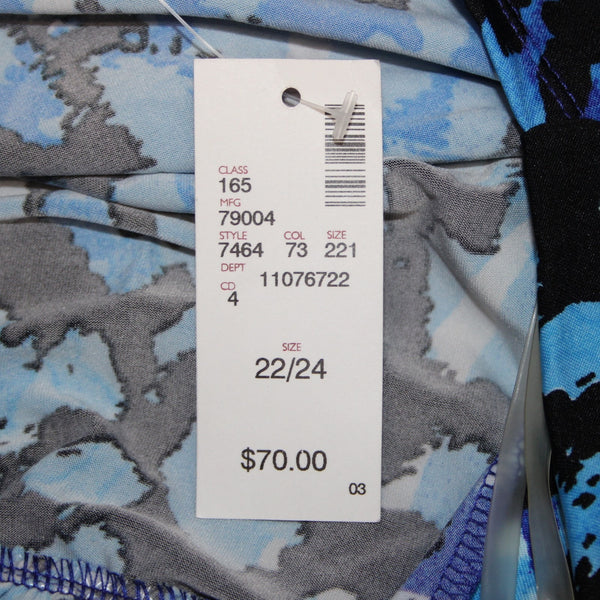 CLASS
165
MFG
79004
STYLE COL SIZE
7464 73 221
DEPT 11076722
CD
4
SIZE
22/24
$70.00
03